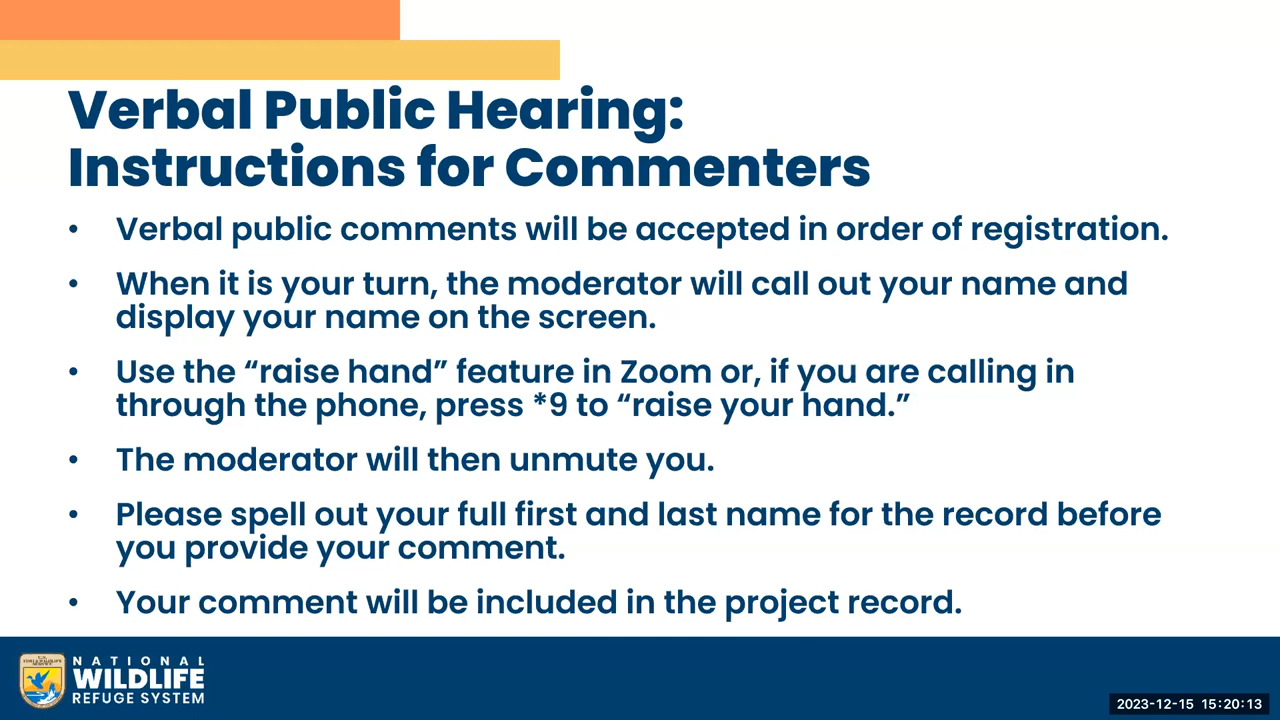 Verbal Public Hearing:
Instructions for Commenters
• Verbal public comments will be accepted in order of registration.
• When it is your turn, the moderator will call out your name and
display your name on the screen.
• Use the “raise hand” feature in Zoom or, if you are calling in
through the phone, press *9 to “raise your hand.”
• The moderator will then unmute you.
• Please spell out your full first and last name for the record before
you provide your comment.
• Your comment will be included in the project record.
NATIONAL
WILDLIFE
REFUGE SYSTEM
2023-12-15 15:20:13